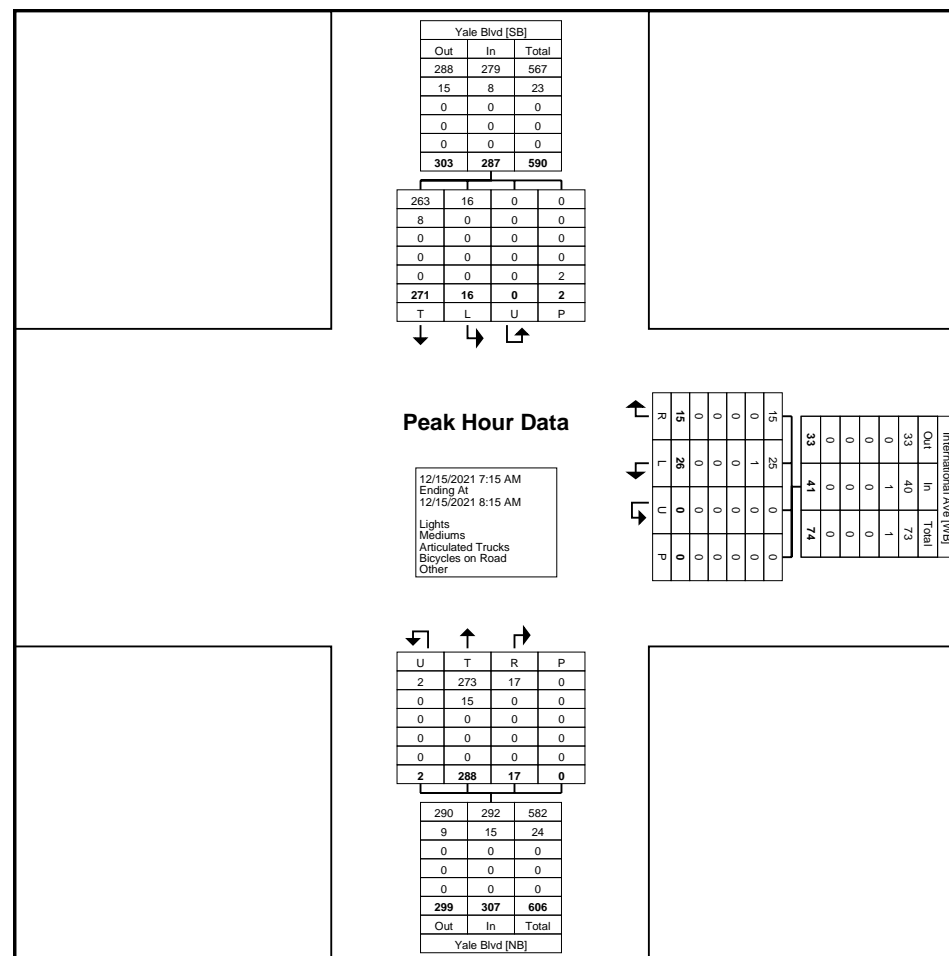 Yale Blvd [SB]
Out In Total
288 279 567
15 8 23
0 0 0
0 0 0
0 0 0
303 287 590
263 16 0 0
8 0 0 0
0 0 0 0
0 0 0 0
0 0 0 2
271 16 0 2
T L U P
Peak Hour Data
12/15/2021 7:15 AM
Ending At
12/15/2021 8:15 AM
Lights
Mediums
Articulated Trucks
Bicycles on Road
Other
International Ave [WB]
Out In Total
33 40 73
0 1 1
0 0 0
0 0 0
0 0 0
33 41 74
15 25 0 0
0 1 0 0
0 0 0 0
0 0 0 0
0 0 0 0
15 26 0 0
R L U P
U T R P
2 273 17 0
0 15 0 0
0 0 0 0
0 0 0 0
0 0 0 0
2 288 17 0
290 292 582
9 15 24
0 0 0
0 0 0
0 0 0
299 307 606
Out In Total
Yale Blvd [NB]